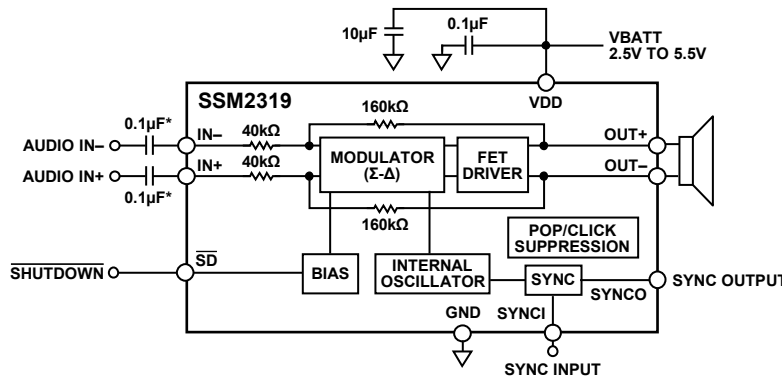 10µF
0.1µF
VBATT
2.5V TO 5.5V
SSM2319
VDD
0.1µF*
160kΩ
AUDIO IN–
IN–
40kΩ
OUT+
AUDIO IN+
IN+
40kΩ
MODULATOR
(Σ-Δ)
FET
DRIVER
OUT–
0.1µF*
160kΩ
POP/CLICK
SUPPRESSION
SHUTDOWN
SD
BIAS
INTERNAL
OSCILLATOR
SYNC
SYNCO
SYNC OUTPUT
GND
SYNCI
SYNC INPUT